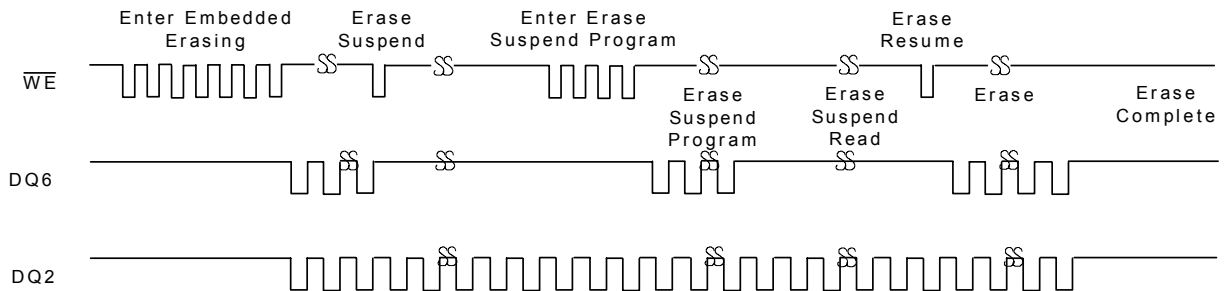 Enter Embedded
Erasing
Erase
Suspend
Enter Erase
Suspend Program
Erase
Resume
WE
Erase
Suspend
Program
Erase
Suspend
Read
Erase
Erase
Complete
DQ6
DQ2